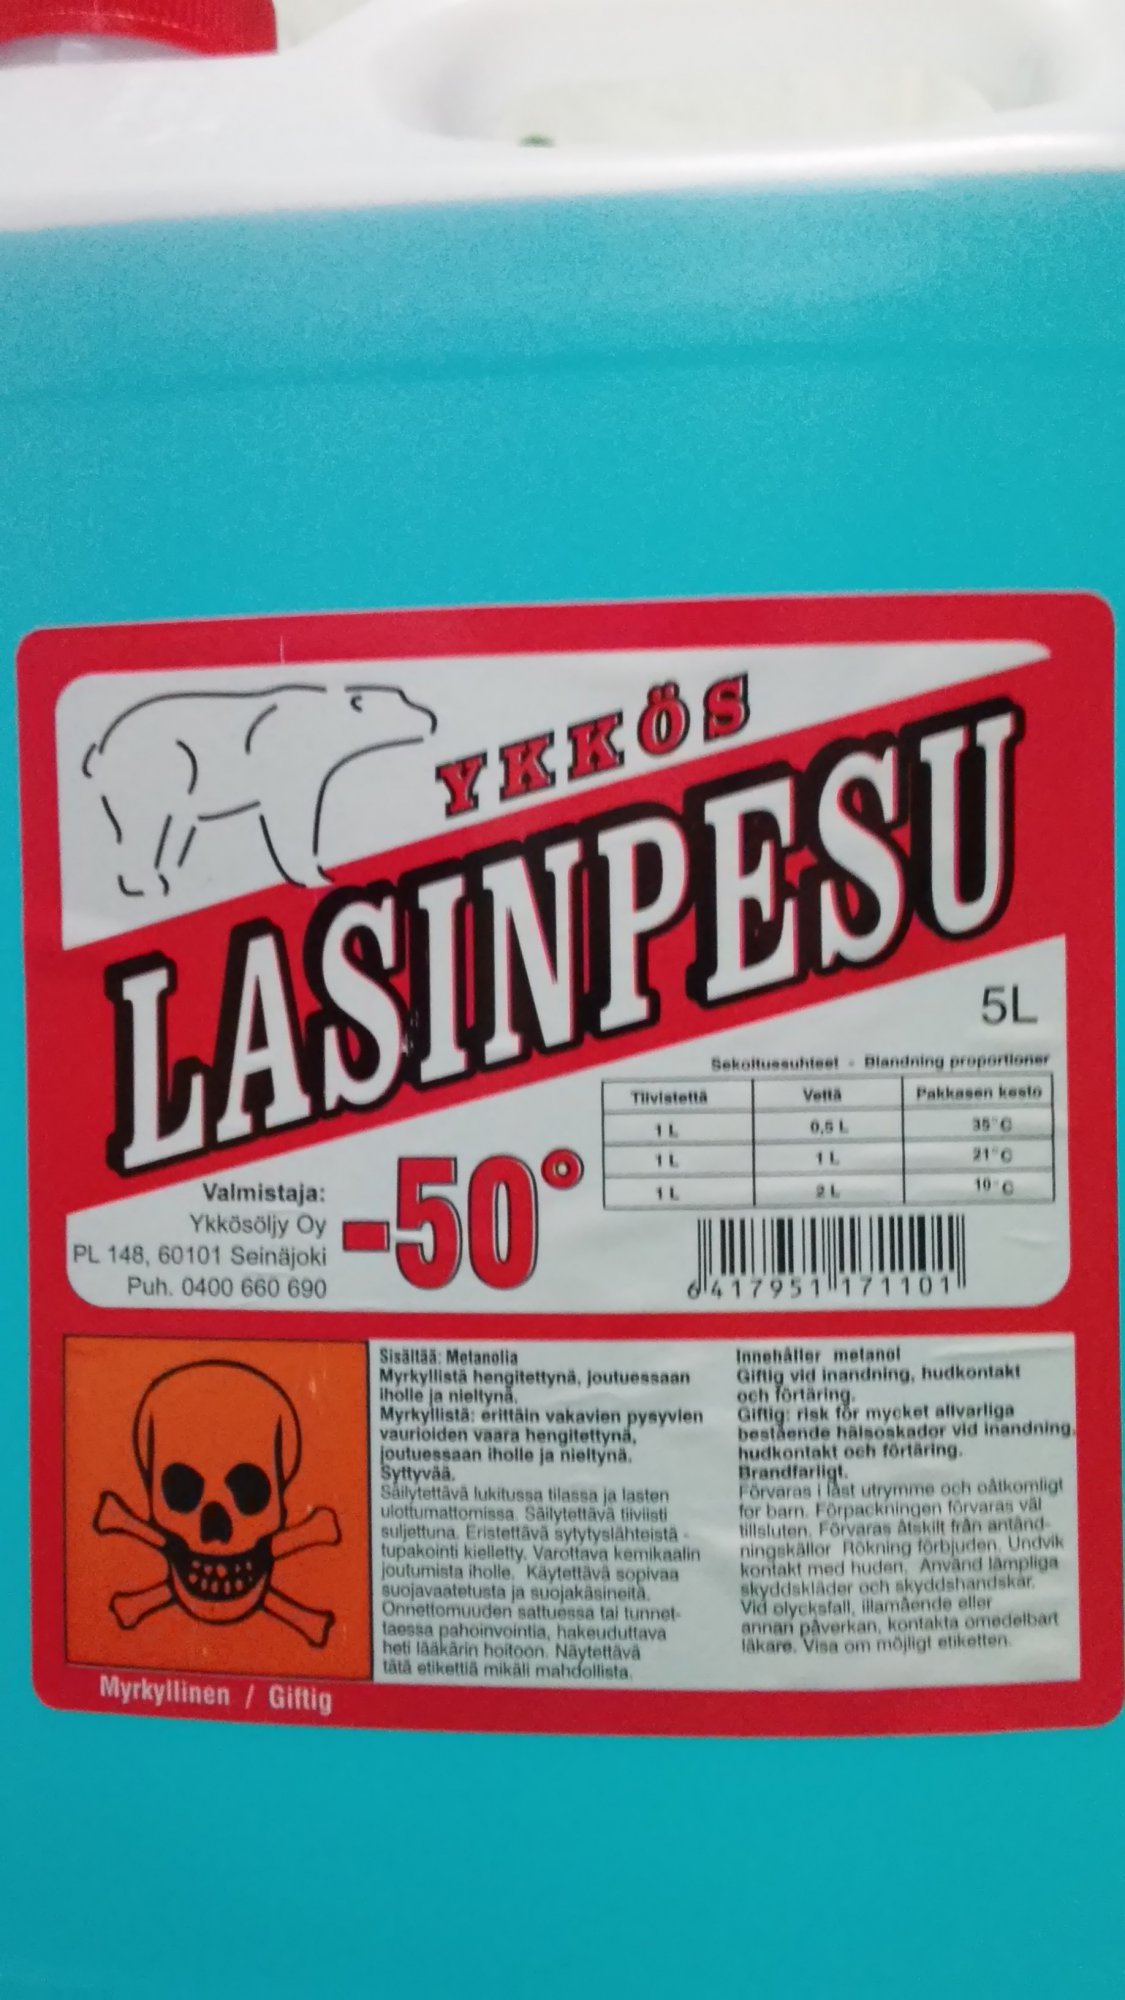 YKKÖS
LASINPESU
5L
Sekoitussuhteet - Blandning proportioner
Tiivistettä Vettä Pakkasen kesto
1 L 0,5 L 35°C
1 L 1 L 21°C
1 L 2 L 10°C
-50°
Valmistaja:
Ykkösöljy Oy
PL 148, 60101 Seinäjoki
Puh. 0400 660 690
6 417951 171101
Sisältää: Metanolia
Myrkyllistä hengitettynä, joutuessaan
iholle ja nieltynä.
Myrkyllistä: erittäin vakavien pysyvien
vaurioiden vaara hengitettynä,
joutuessaan iholle ja nieltynä.
Syttyvää.
Säilytettävä lukitussa tilassa ja lasten
ulottumattomissa. Säilytettävä tiiviisti
suljettuna. Eristettävä sytytyslähteistä -
tupakointi kielletty. Varottava kemikaalin
joutumista iholle. Käytettävä sopivaa
suojavaatetusta ja suojakäsineitä.
Onnettomuuden sattuessa tai tunnet-
taessa pahoinvointia, hakeuduttava
heti lääkärin hoitoon. Näytettävä
tätä etikettiä mikäli mahdollista.
Innehåller metanol
Giftig vid inandning, hudkontakt
och förtäring.
Giftig: risk för mycket allvarliga
bestående hälsoskador vid inandning,
hudkontakt och förtäring.
Brandfarligt.
Förvaras i låst utrymme och oåtkomligt
for barn. Förpackningen förvaras väl
tillsluten. Förvaras åtskilt från antänd-
ningskällor Rökning förbjuden. Undvik
kontakt med huden. Använd lämpliga
skyddskläder och skyddshandskar.
Vid olycksfall, illamående eller
annan påverkan, kontakta omedelbart
läkare. Visa om möjligt etiketten.
Myrkyllinen / Giftig